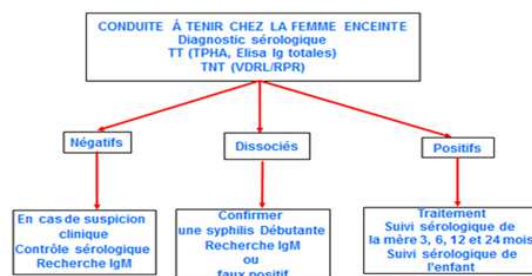 CONDUITE À TENIR CHEZ LA FEMME ENCEINTE
Diagnostic sérologique
TT (TPHA, Elisa Ig totales)
TNT (VDRL/RPR)
Négatifs
Dissociés
Positifs
En cas de suspicion
clinique
Contrôle sérologique
Recherche IgM
Confirmer
une syphilis Débutante
Recherche IgM
ou
faux positif
Traitement
Suivi sérologique de
la mère 3, 6, 12 et 24 mois
Suivi sérologique de
l'enfant